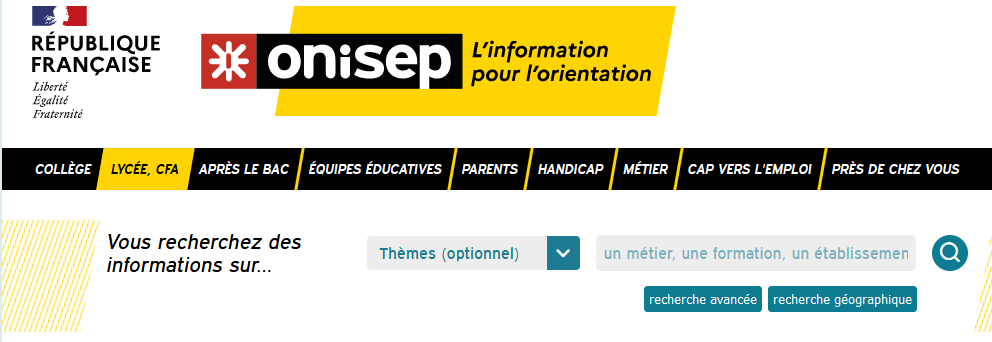 RÉPUBLIQUE
FRANÇAISE
Liberté
Égalité
Fraternité
onisep
L'information
pour l'orientation
COLLÈGE LYCÉE, CFA APRÈS LE BAC ÉQUIPES ÉDUCATIVES PARENTS HANDICAP MÉTIER CAP VERS L'EMPLOI PRÈS DE CHEZ VOUS
Vous recherchez des
informations sur...
Thèmes (optionnel)
un métier, une formation, un établissemen
recherche avancée recherche géographique